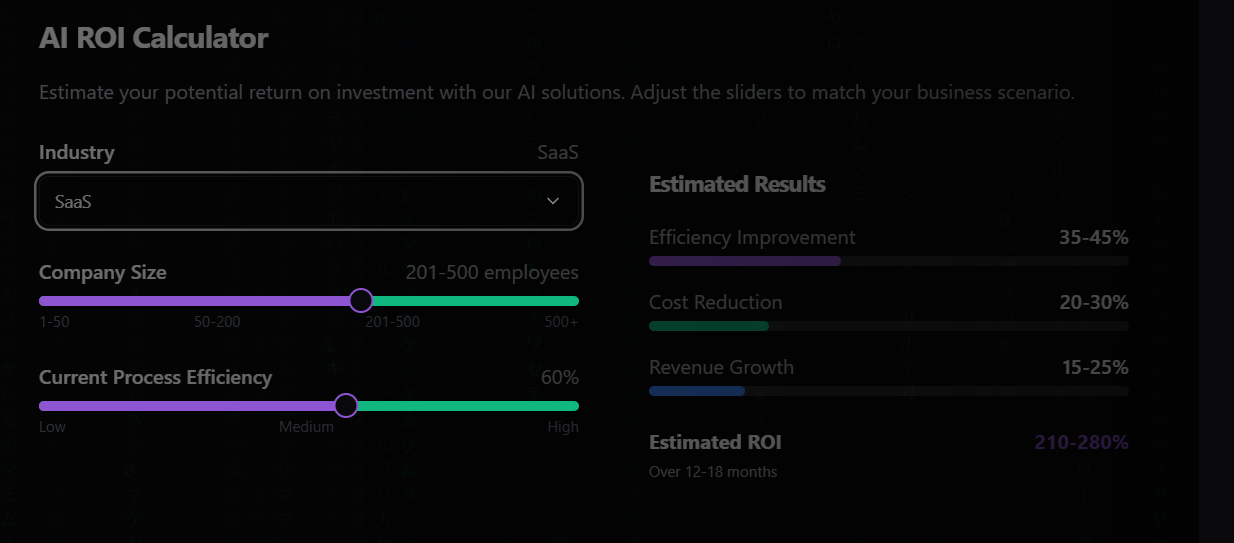 AI ROI Calculator
Estimate your potential return on investment with our AI solutions. Adjust the sliders to match your business scenario.
Industry SaaS
SaaS
Company Size 201-500 employees
1-50 50-200 201-500 500+
Current Process Efficiency 60%
Low Medium High
Estimated Results
Efficiency Improvement 35-45%
Cost Reduction 20-30%
Revenue Growth 15-25%
Estimated ROI 210-280%
Over 12-18 months